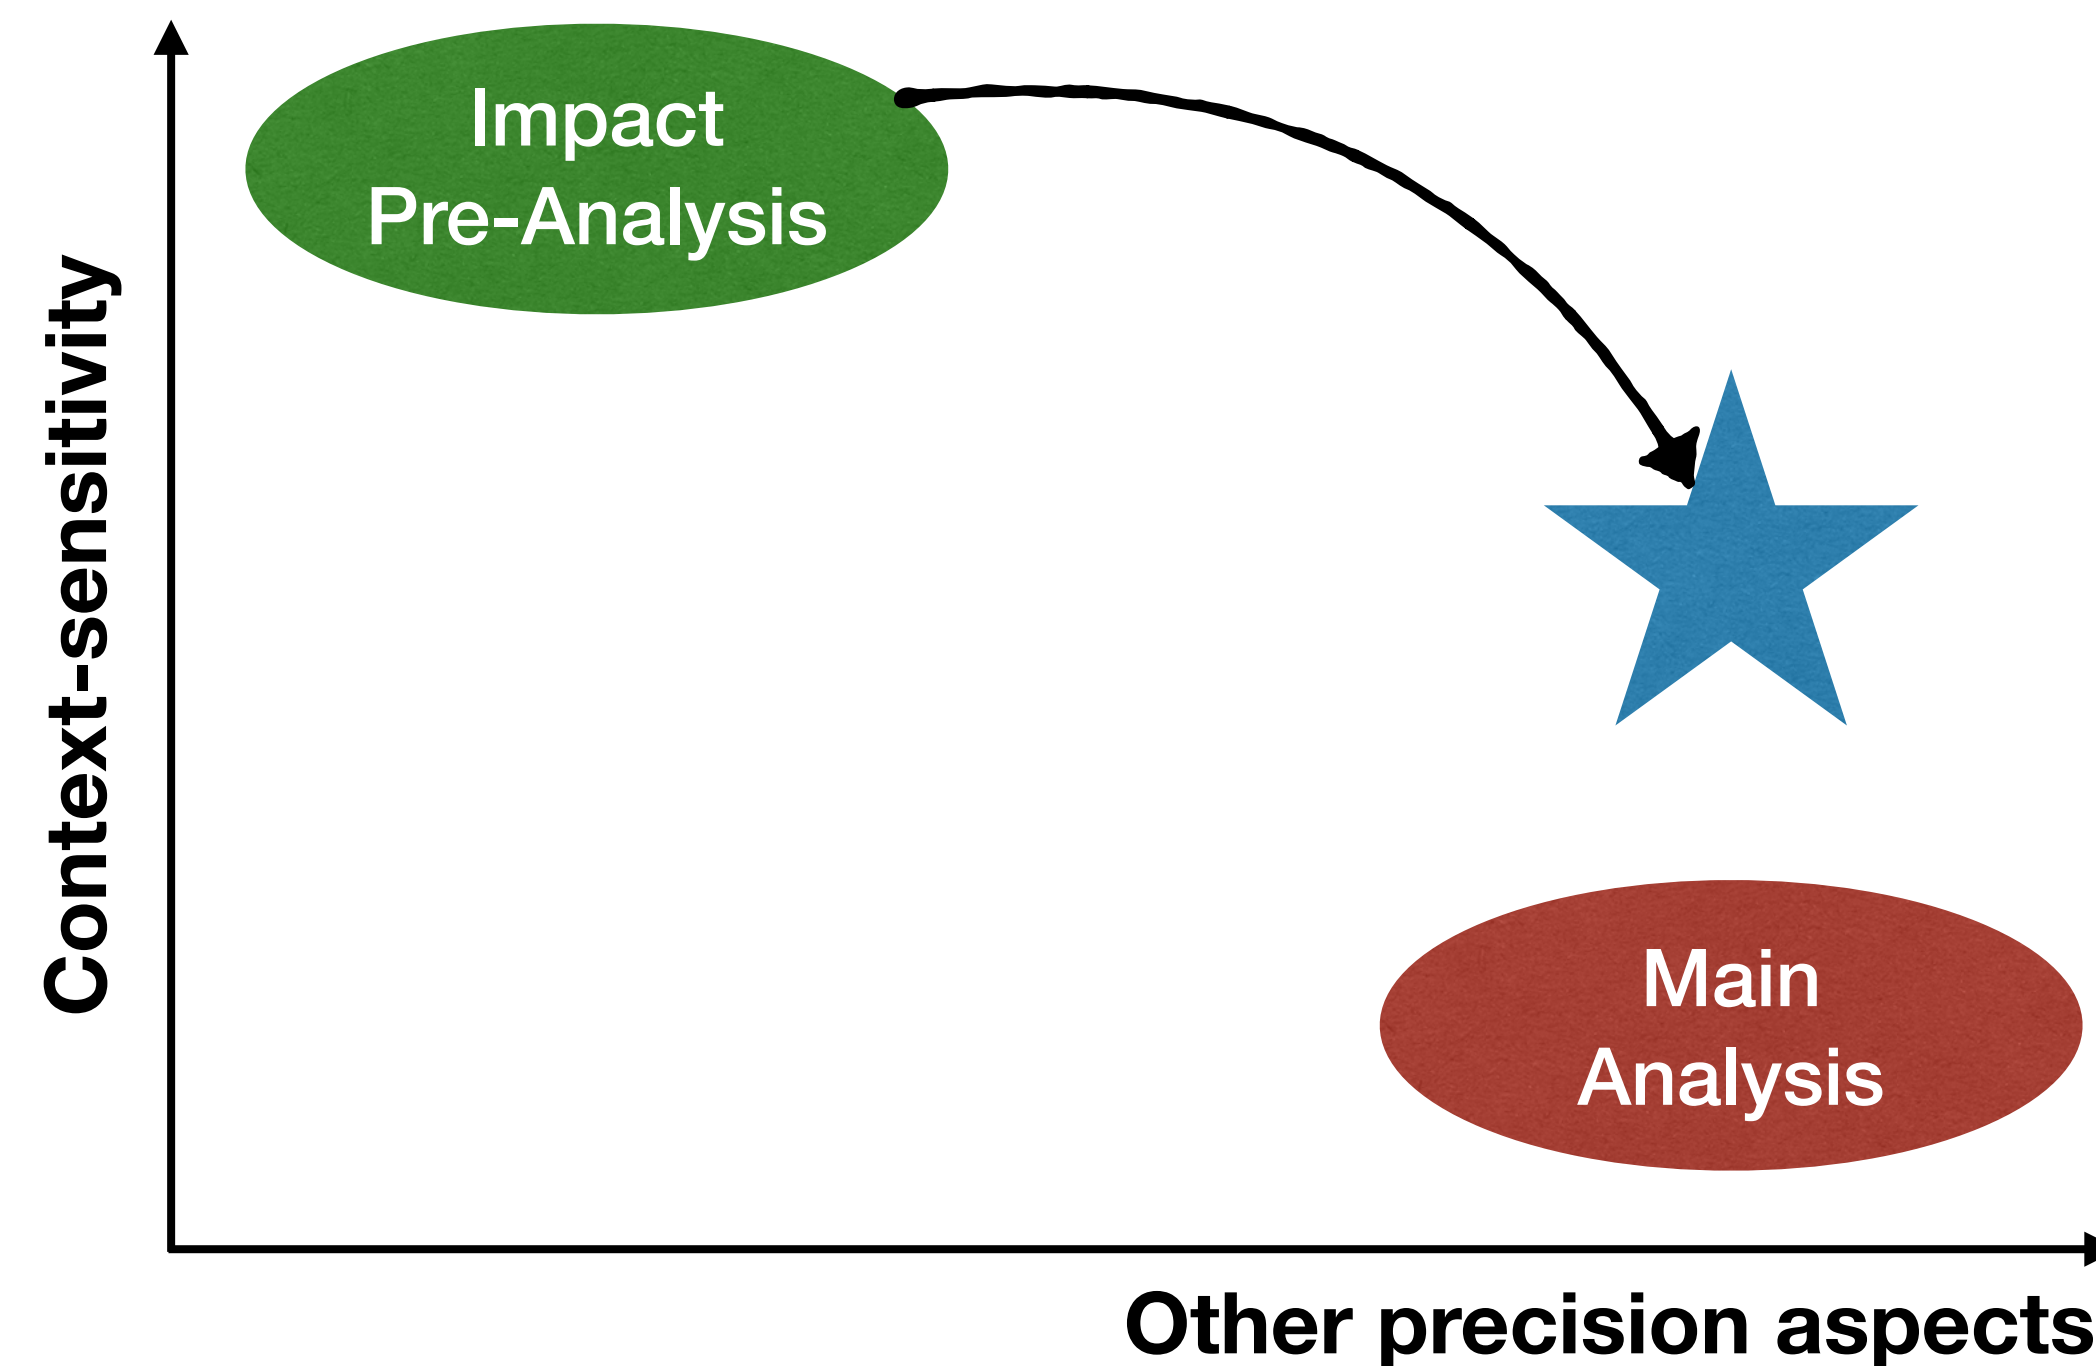 Impact
Pre-Analysis
Context-sensitivity
Main
Analysis
Other precision aspects